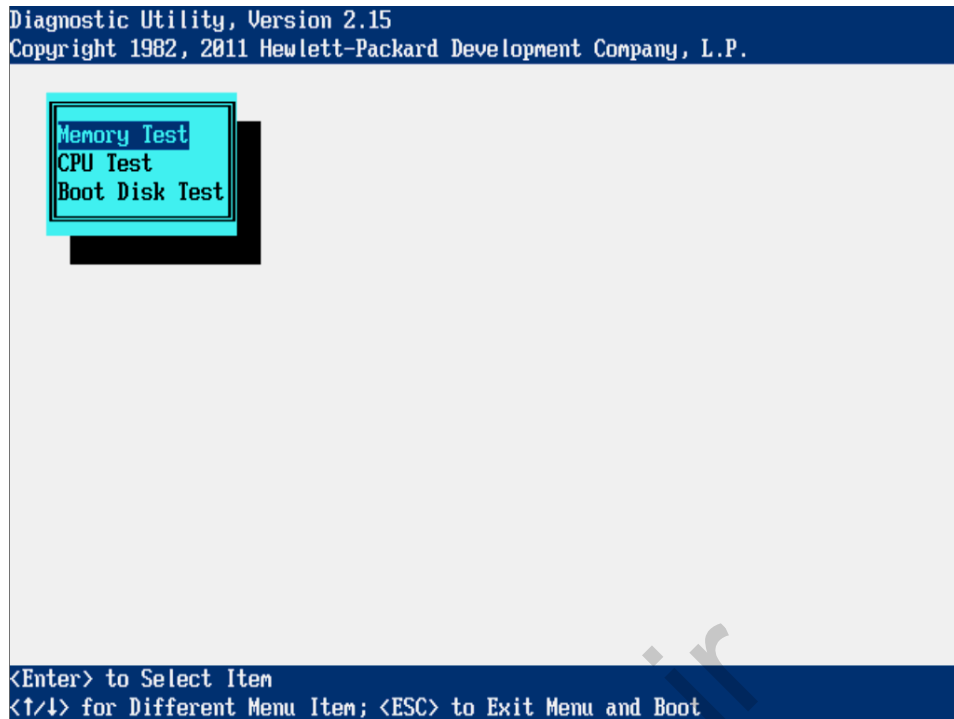 Diagnostic Utility, Version 2.15
Copyright 1982, 2011 Hewlett-Packard Development Company, L.P.
Memory Test
CPU Test
Boot Disk Test
<Enter> to Select Item
<↑/↓> for Different Menu Item; <ESC> to Exit Menu and Boot
ir